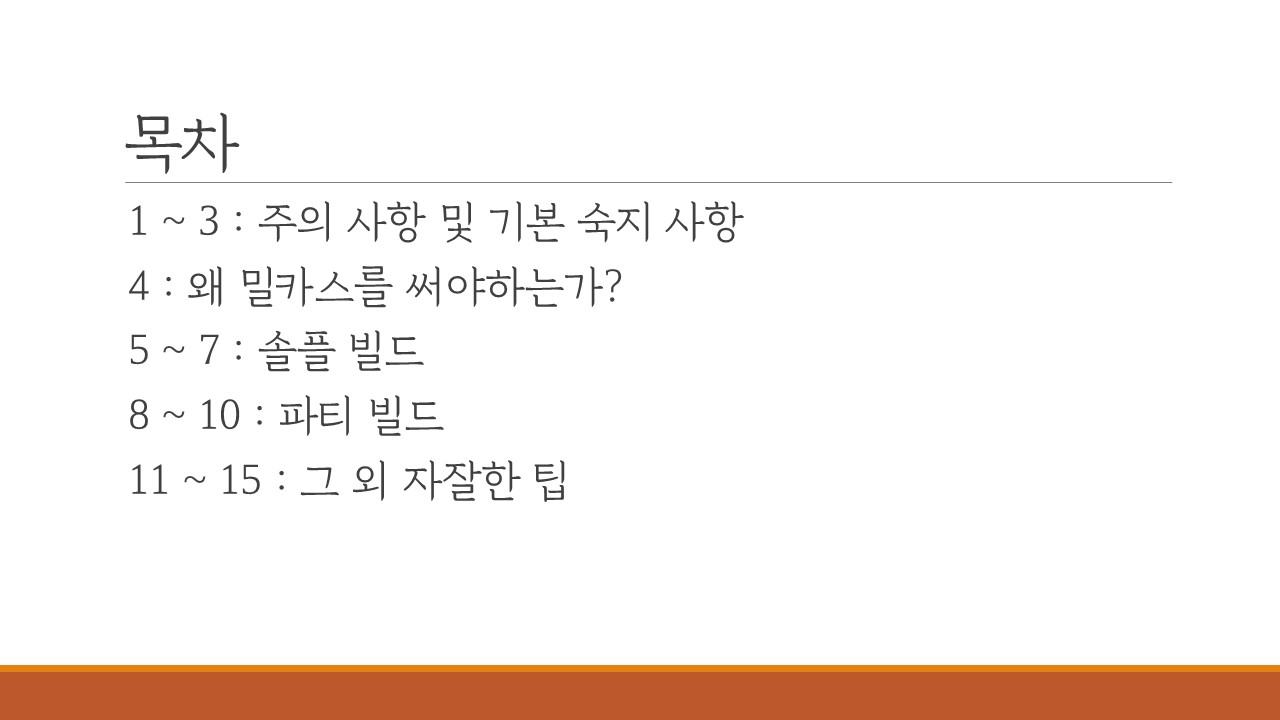 목차
1 ~ 3 : 주의 사항 및 기본 숙지 사항
4 : 왜 밀카스를 써야하는가?
5 ~ 7 : 솔플 빌드
8 ~ 10 : 파티 빌드
11 ~ 15 : 그 외 자잘한 팁